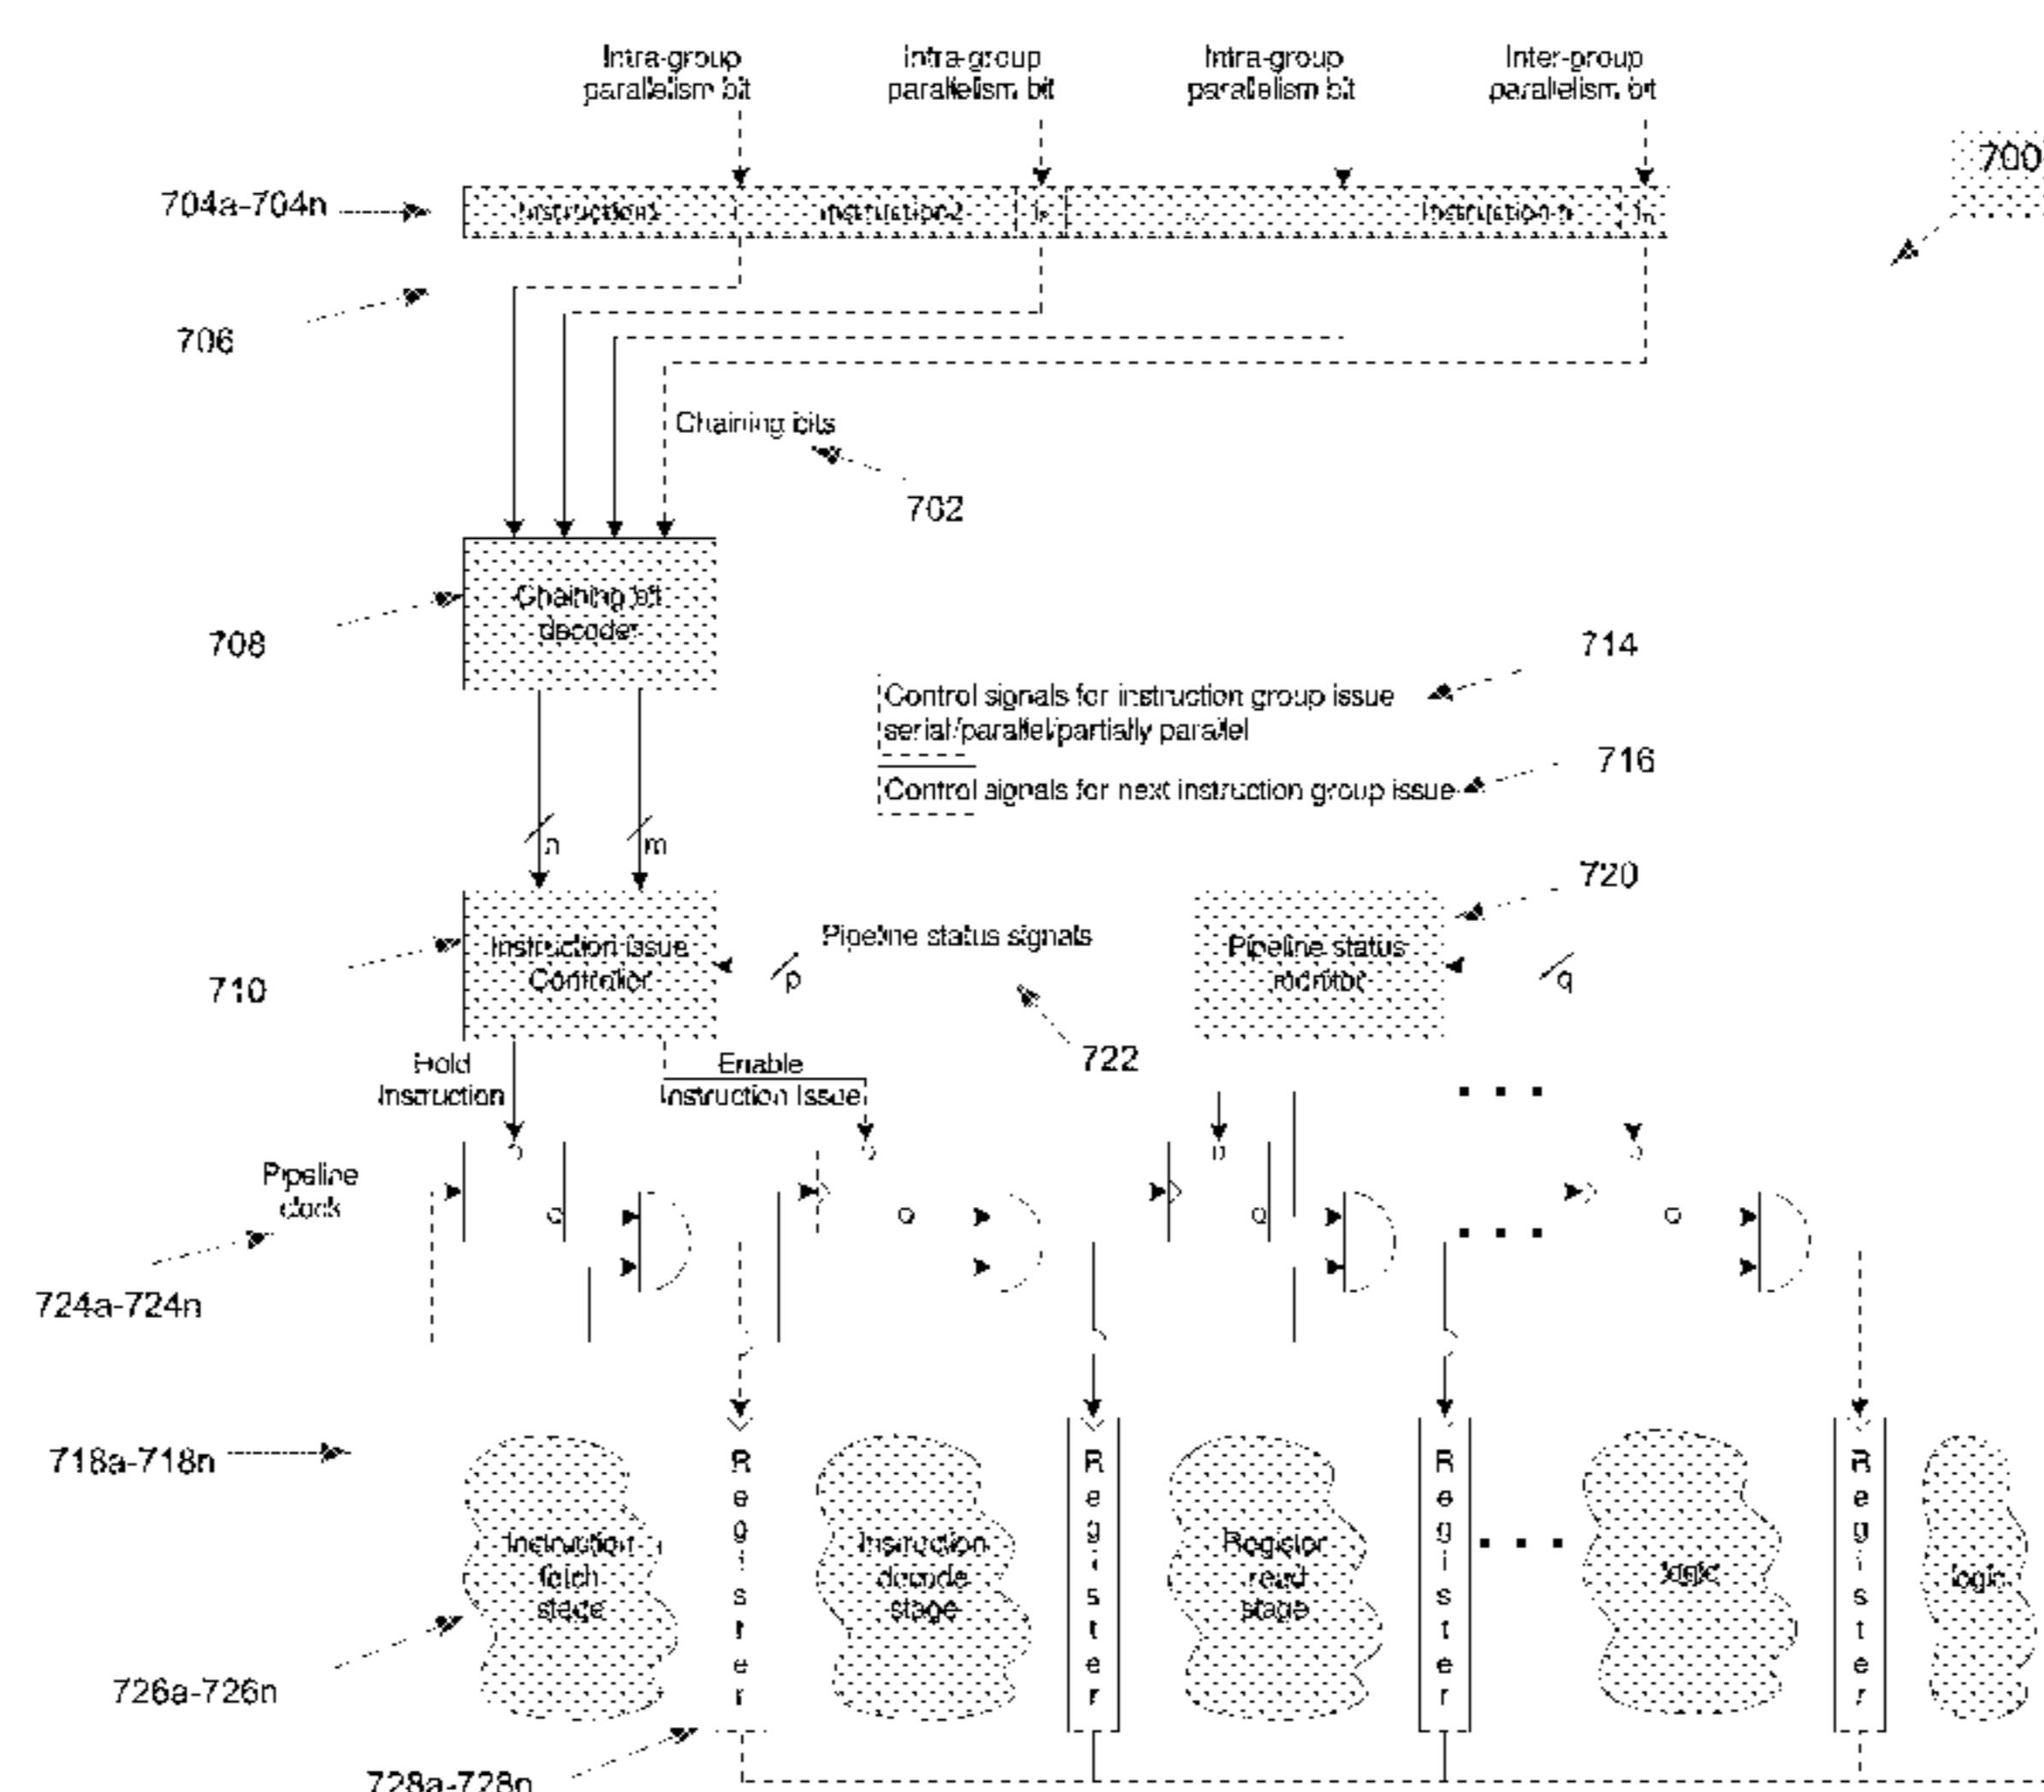 Intra-group
parallelism bit
Intra-group
parallelism bit
Intra-group
parallelism bit
Inter-group
parallelism bit
700
704a-704n
Instruction1
Instruction2
Instruction n
706
Chaining bits
702
Chaining bit
decoder
708
714
Control signals for instruction group issue
serial/parallel/partially parallel
716
Control signals for next instruction group issue
n
m
720
Instruction issue
Controller
Pipeline status signals
Pipeline status
monitor
p
q
710
722
Hold
Instruction
Enable
Instruction Issue
Pipeline
clock
Q
Q
Q
Q
724a-724n
718a-718n
Register
Register
Register
Register
Instruction
fetch
stage
Instruction
decode
stage
Register
read
stage
logic
logic
726a-726n
728a-728n